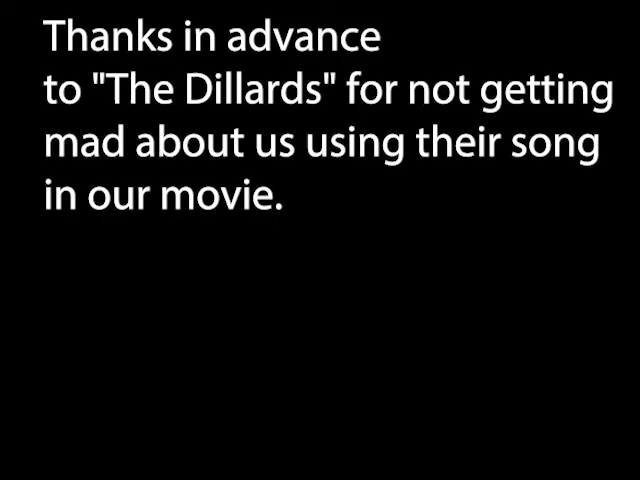 Thanks in advance
to "The Dillards" for not getting
mad about us using their song
in our movie.